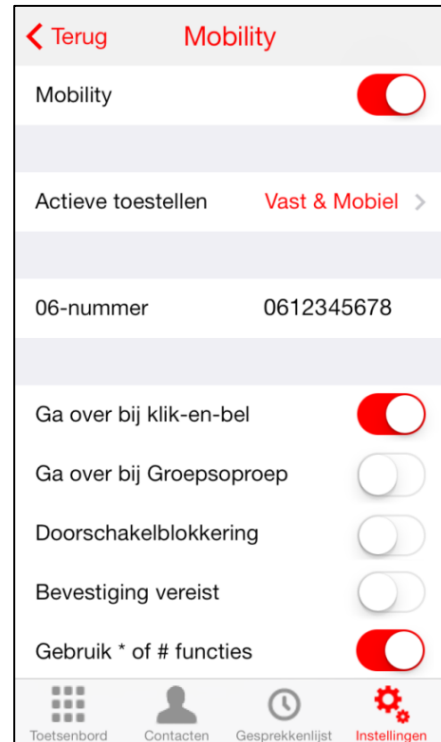 Terug Mobility
Mobility
Actieve toestellen Vast & Mobiel
06-nummer 0612345678
Ga over bij klik-en-bel
Ga over bij Groepsoproep
Doorschakelblokkering
Bevestiging vereist
Gebruik * of # functies
Toetsenbord Contacten Gesprekkenlijst Instellingen